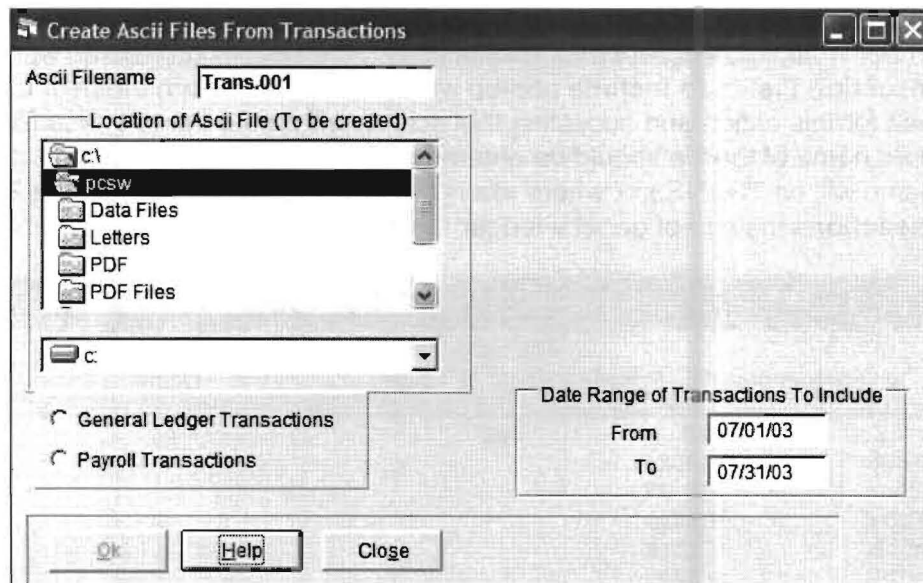 Create Ascii Files From Transactions
Ascii Filename Trans.001
Location of Ascii File (To be created)
c:\
pcsw
Data Files
Letters
PDF
PDF Files
c:
General Ledger Transactions
Payroll Transactions
Date Range of Transactions To Include
From 07/01/03
To 07/31/03
Ok Help Close